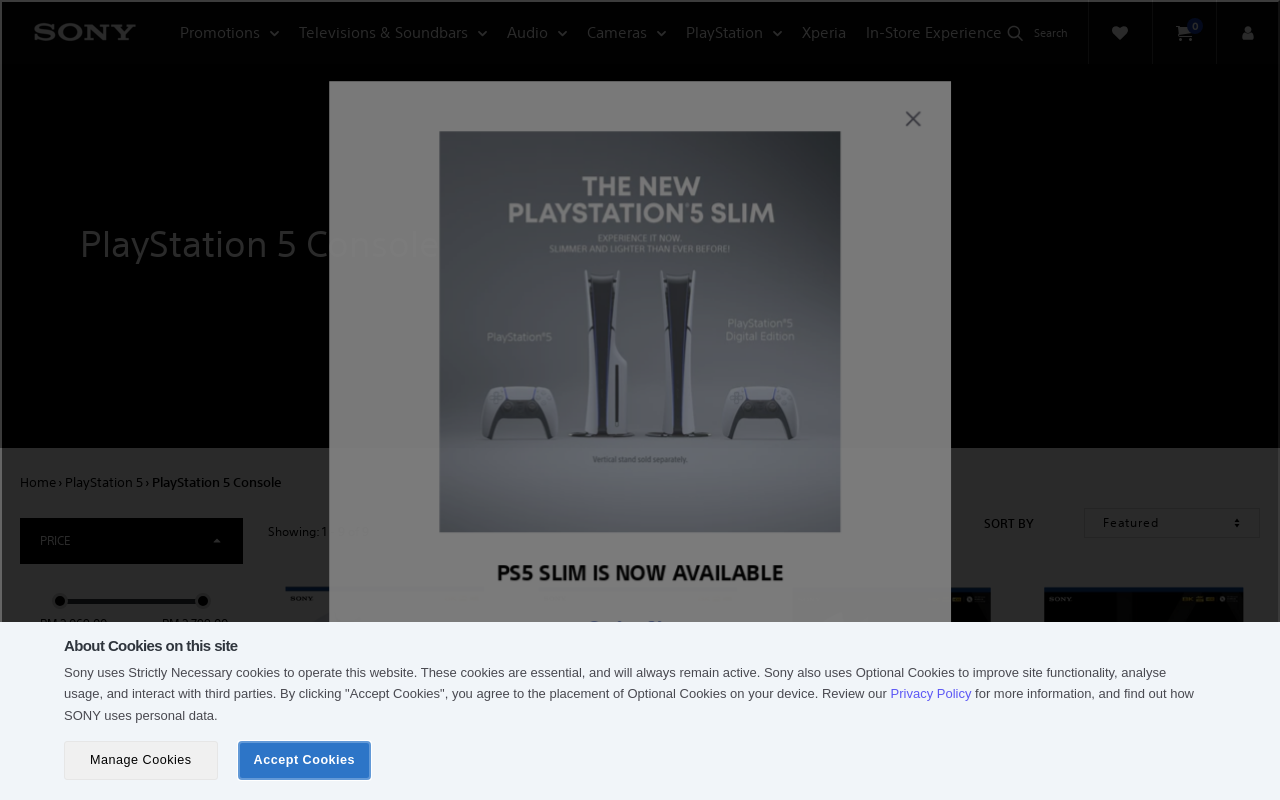 SONY
Promotions
Televisions & Soundbars
Audio
Cameras
PlayStation
Xperia
In-Store Experience
Search
0
THE NEW
PLAYSTATION®5 SLIM
EXPERIENCE IT NOW.
SLIMMER AND LIGHTER THAN EVER BEFORE!
PlayStation 5 Console
PlayStation®5
PlayStation®5
Digital Edition
Vertical stand sold separately.
Home › PlayStation 5 › PlayStation 5 Console
PRICE
Showing: 1
SORT BY
Featured
PS5 SLIM IS NOW AVAILABLE
SONY
SONY
About Cookies on this site
Sony uses Strictly Necessary cookies to operate this website. These cookies are essential, and will always remain active. Sony also uses Optional Cookies to improve site functionality, analyse
usage, and interact with third parties. By clicking "Accept Cookies", you agree to the placement of Optional Cookies on your device. Review our Privacy Policy for more information, and find out how
SONY uses personal data.
Manage Cookies
Accept Cookies